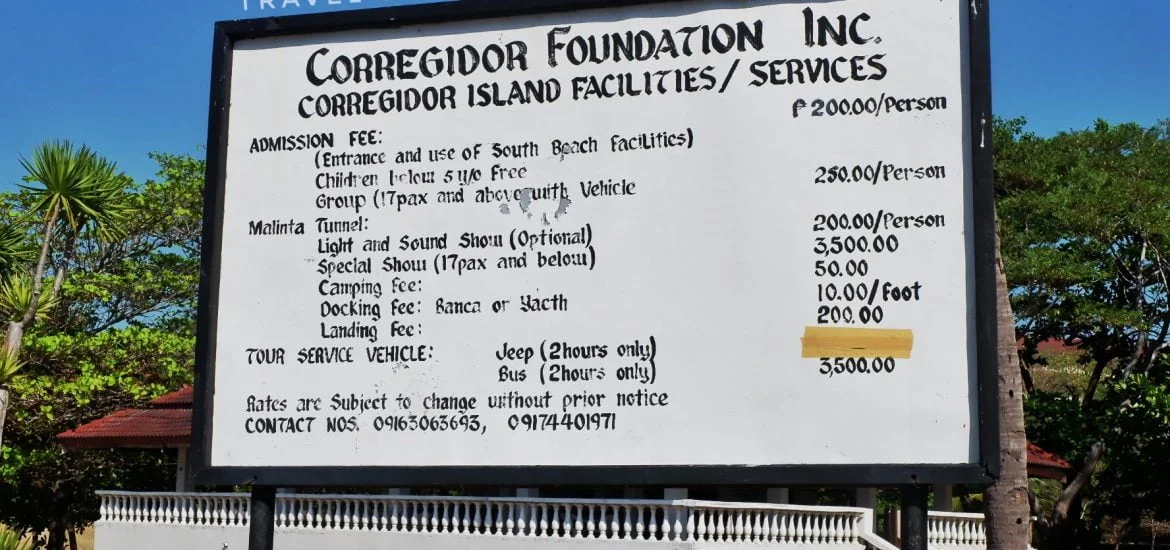 TRAVEL
CORREGIDOR FOUNDATION INC.
CORREGIDOR ISLAND FACILITIES/ SERVICES
ADMISSION FEE: ₱200.00/Person
(Entrance and use of South Beach Facilities)
Children below 5 y/o Free
Group (17pax and above with Vehicle 250.00/Person
Malinta Tunnel:
Light and Sound Show (Optional) 200.00/Person
Special Show (17pax and below) 3,500.00
Camping Fee: 50.00
Docking Fee: Banca or Yacth 10.00/Foot
Landing Fee: 200.00
TOUR SERVICE VEHICLE: Jeep (2hours only)
Bus (2hours only) 3,500.00
Rates are Subject to change without prior notice
CONTACT NOS. 09163063693, 09174401971